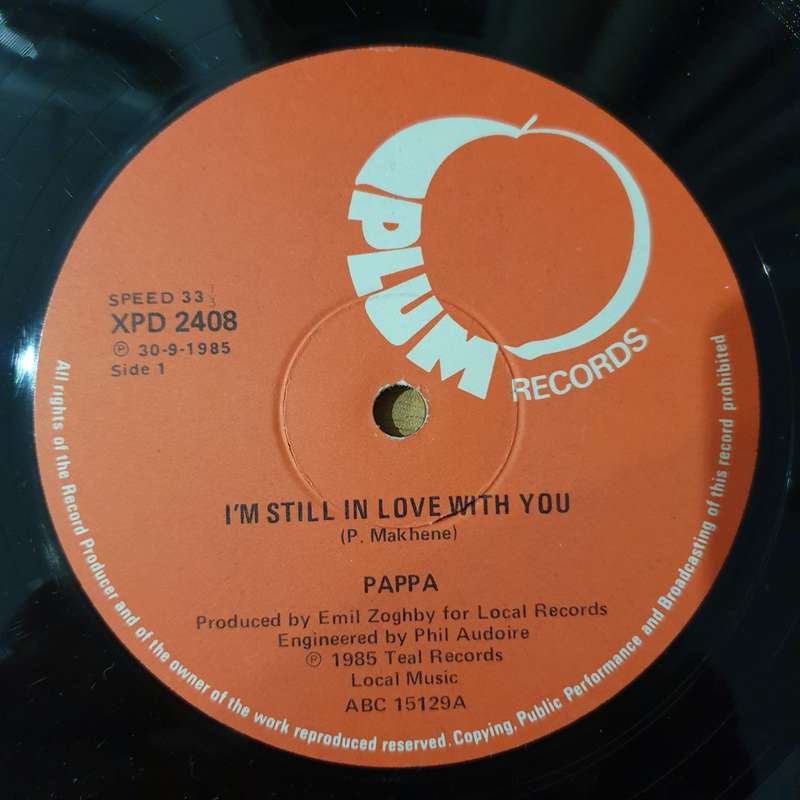 PLUM
RECORDS
SPEED 33 1/3
XPD 2408
℗ 30-9-1985
Side 1
I'M STILL IN LOVE WITH YOU
(P. Makhene)
PAPPA
Produced by Emil Zoghby for Local Records
Engineered by Phil Audoire
℗ 1985 Teal Records
Local Music
ABC 15129A
All rights of the Record Producer and of the owner of the work reproduced reserved. Copying, Public Performance and Broadcasting of this record prohibited